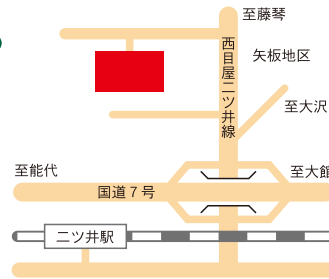 至藤琴
西目屋二ツ井線
矢板地区
至大沢
至能代
至大館
国道7号
二ツ井駅